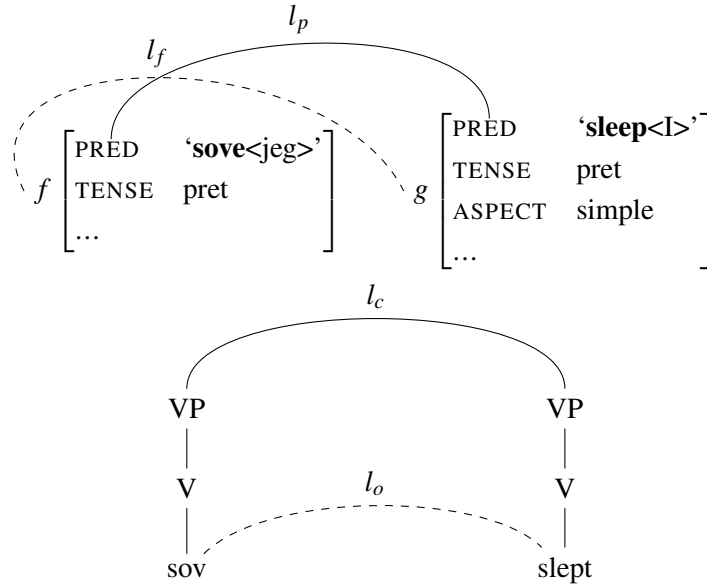 l_p
l_f
f [PRED ‘sove<jeg>’
TENSE pret
…]
g [PRED ‘sleep<I>’
TENSE pret
ASPECT simple
…]
l_c
VP VP
V V
l_o
sov slept